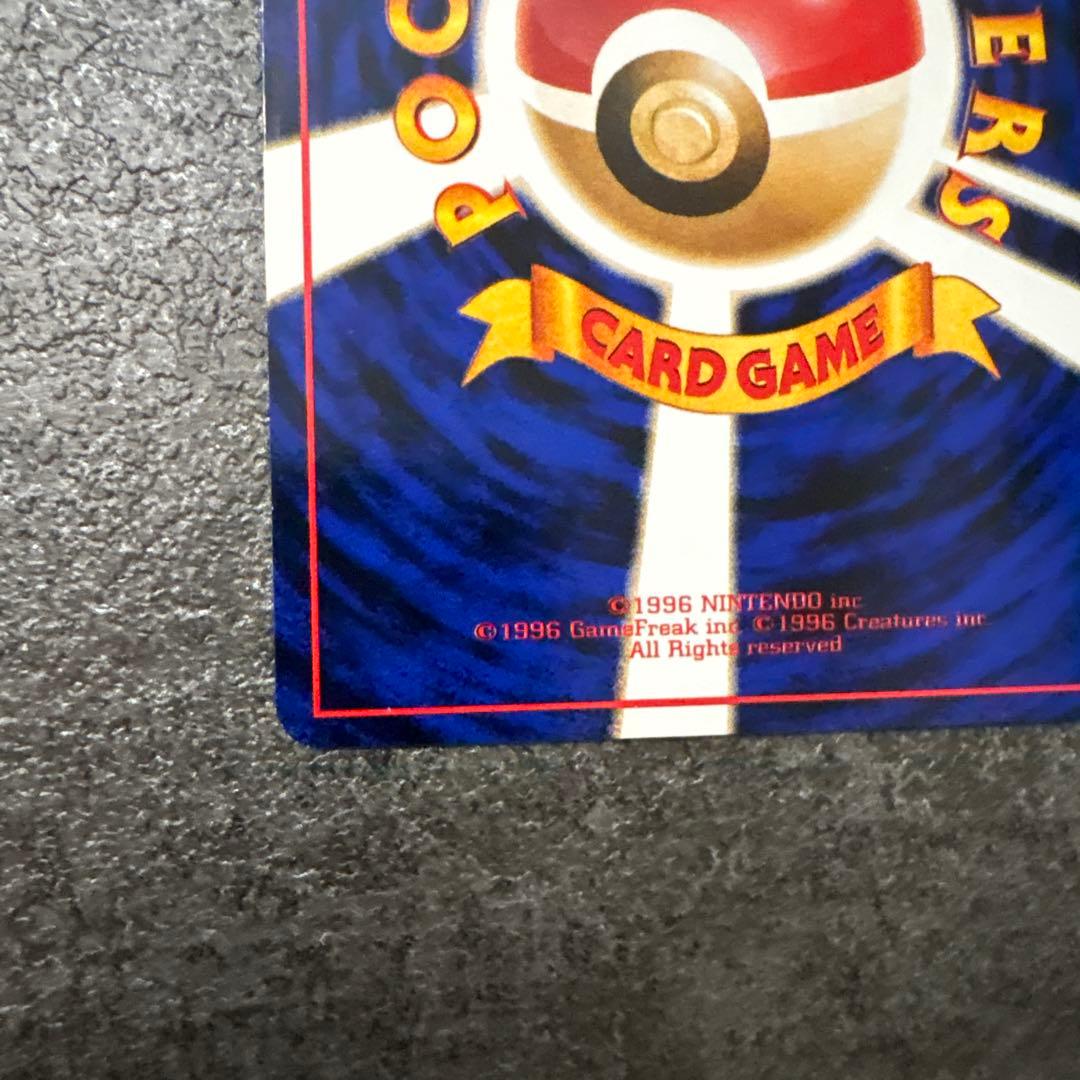 POC
ERS
CARD GAME
©1996 NINTENDO inc
©1996 GameFreak inc. ©1996 Creatures inc
All Rights reserved